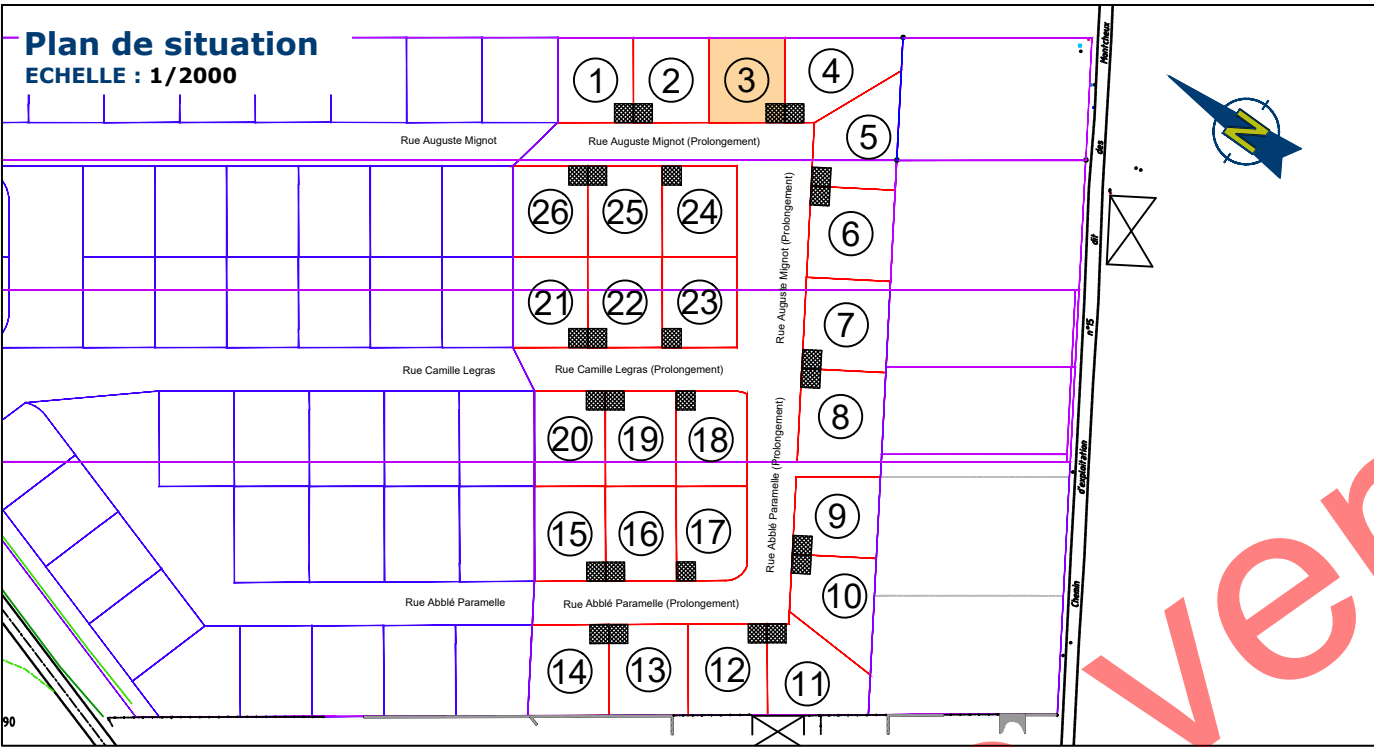 Plan de situation
ECHELLE : 1/2000
1
2
3
4
5
Rue Auguste Mignot
Rue Auguste Mignot (Prolongement)
N
26
25
24
6
Rue Auguste Mignot (Prolongement)
21
22
23
7
Rue Camille Legras
Rue Camille Legras (Prolongement)
8
20
19
18
Rue Abblé Paramelle (Prolongement)
15
16
17
9
10
Rue Abblé Paramelle
Rue Abblé Paramelle (Prolongement)
14
13
12
11
Chemin d'exploitation n°15 dit des Montcheux
90
ver